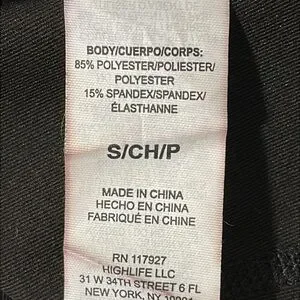 BODY/CUERPO/CORPS:
85% POLYESTER/POLIESTER/
POLYESTER
15% SPANDEX/SPANDEX/
ÉLASTHANNE
S/CH/P
MADE IN CHINA
HECHO EN CHINA
FABRIQUÉ EN CHINE
RN 117927
HIGHLIFE LLC
31 W 34TH STREET 6 FL
NEW YORK, NY 10001